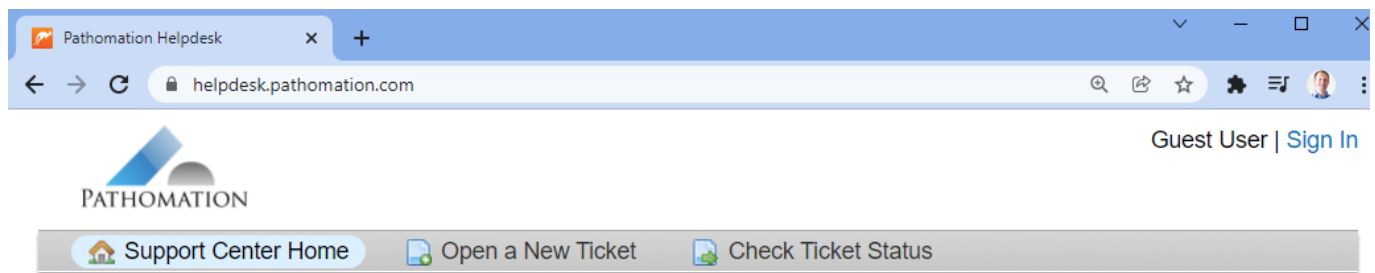 Pathomation Helpdesk
helpdesk.pathomation.com
Guest User | Sign In
PATHOMATION
Support Center Home Open a New Ticket Check Ticket Status